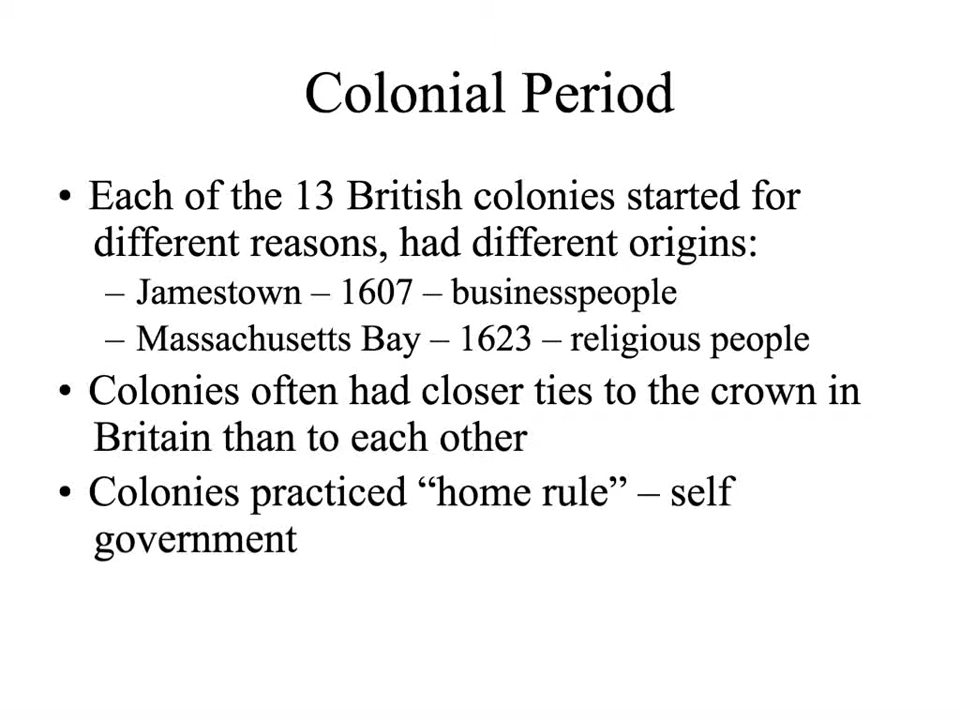 Colonial Period
• Each of the 13 British colonies started for
different reasons, had different origins:
– Jamestown – 1607 – businesspeople
– Massachusetts Bay – 1623 – religious people
• Colonies often had closer ties to the crown in
Britain than to each other
• Colonies practiced “home rule” – self
government